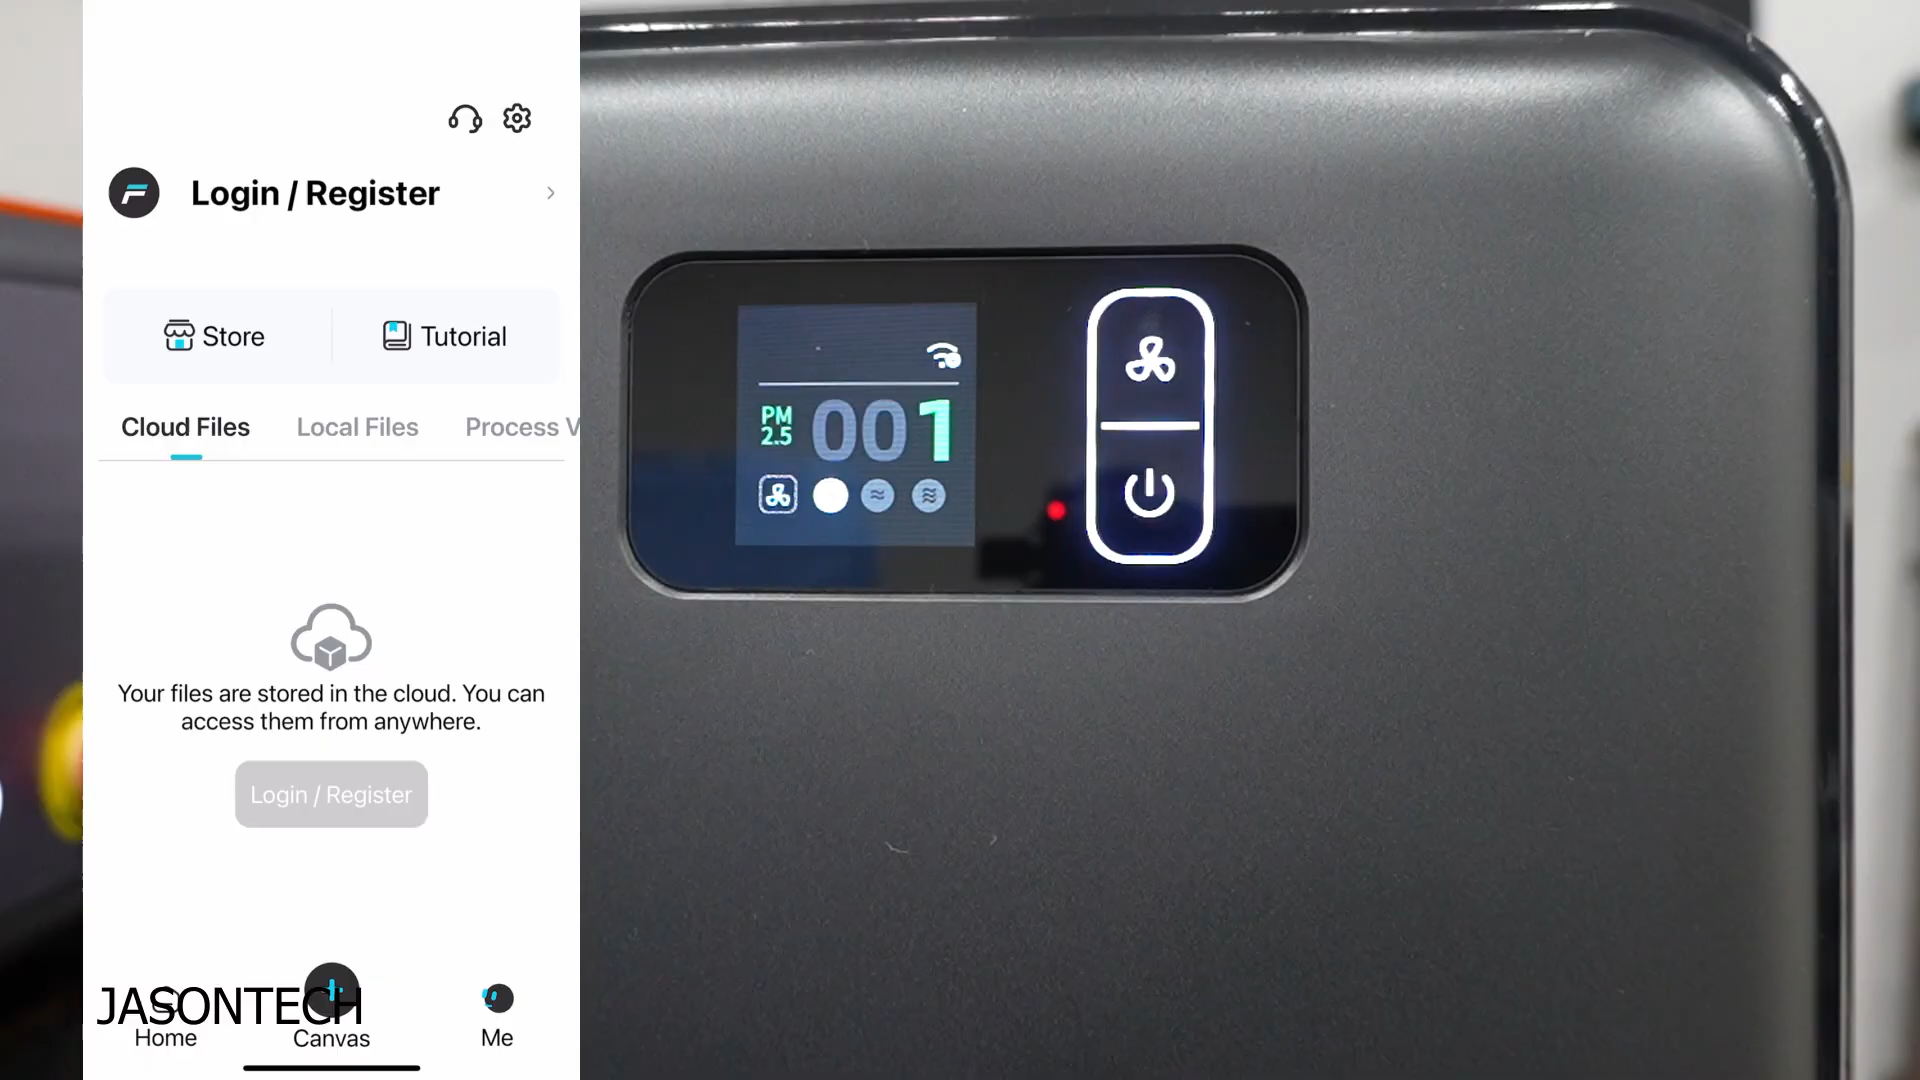 Login / Register
Store
Tutorial
Cloud Files
Local Files
Process V
Your files are stored in the cloud. You can
access them from anywhere.
Login / Register
JASONTECH
Home
Canvas
Me
PM
2.5
001